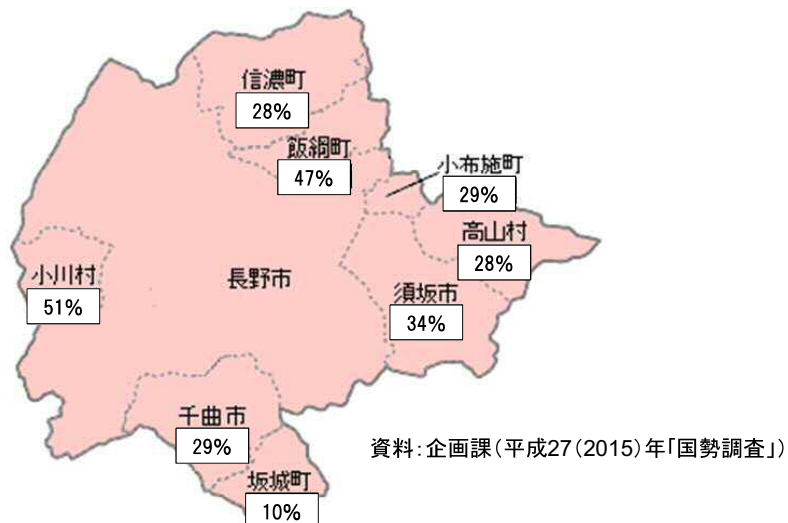 信濃町
28%
飯綱町
47%
小布施町
29%
高山村
28%
小川村
51%
長野市
須坂市
34%
千曲市
29%
資料：企画課（平成27（2015）年「国勢調査」）
坂城町
10%